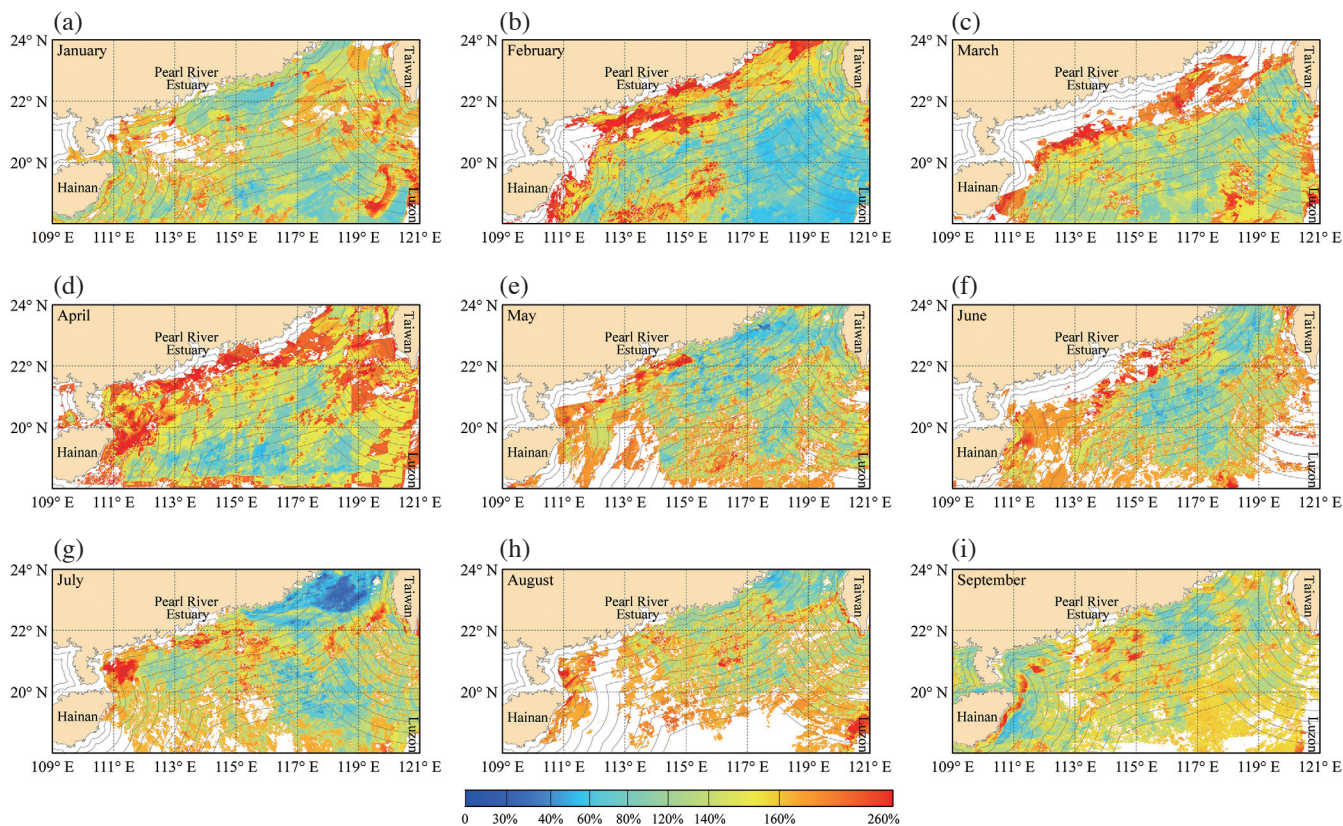 (a) (b) (c)
24° N January Pearl River Estuary Taiwan 24° N February Pearl River Estuary Taiwan 24° N March Pearl River Estuary Taiwan
22° N 22° N 22° N
20° N 20° N 20° N
Hainan Luzon Hainan Luzon Hainan Luzon
109° E 111° E 113° E 115° E 117° E 119° E 121° E 109° E 111° E 113° E 115° E 117° E 119° E 121° E 109° E 111° E 113° E 115° E 117° E 119° E 121° E
(d) (e) (f)
24° N April Pearl River Estuary Taiwan 24° N May Pearl River Estuary Taiwan 24° N June Pearl River Estuary Taiwan
22° N 22° N 22° N
20° N 20° N 20° N
Hainan Luzon Hainan Luzon Hainan Luzon
109° E 111° E 113° E 115° E 117° E 119° E 121° E 109° E 111° E 113° E 115° E 117° E 119° E 121° E 109° E 111° E 113° E 115° E 117° E 119° E 121° E
(g) (h) (i)
24° N July Pearl River Estuary Taiwan 24° N August Pearl River Estuary Taiwan 24° N September Pearl River Estuary Taiwan
22° N 22° N 22° N
20° N 20° N 20° N
Hainan Luzon Hainan Luzon Hainan Luzon
109° E 111° E 113° E 115° E 117° E 119° E 121° E 109° E 111° E 113° E 115° E 117° E 119° E 121° E 109° E 111° E 113° E 115° E 117° E 119° E 121° E
0 30% 40% 60% 80% 120% 140% 160% 260%